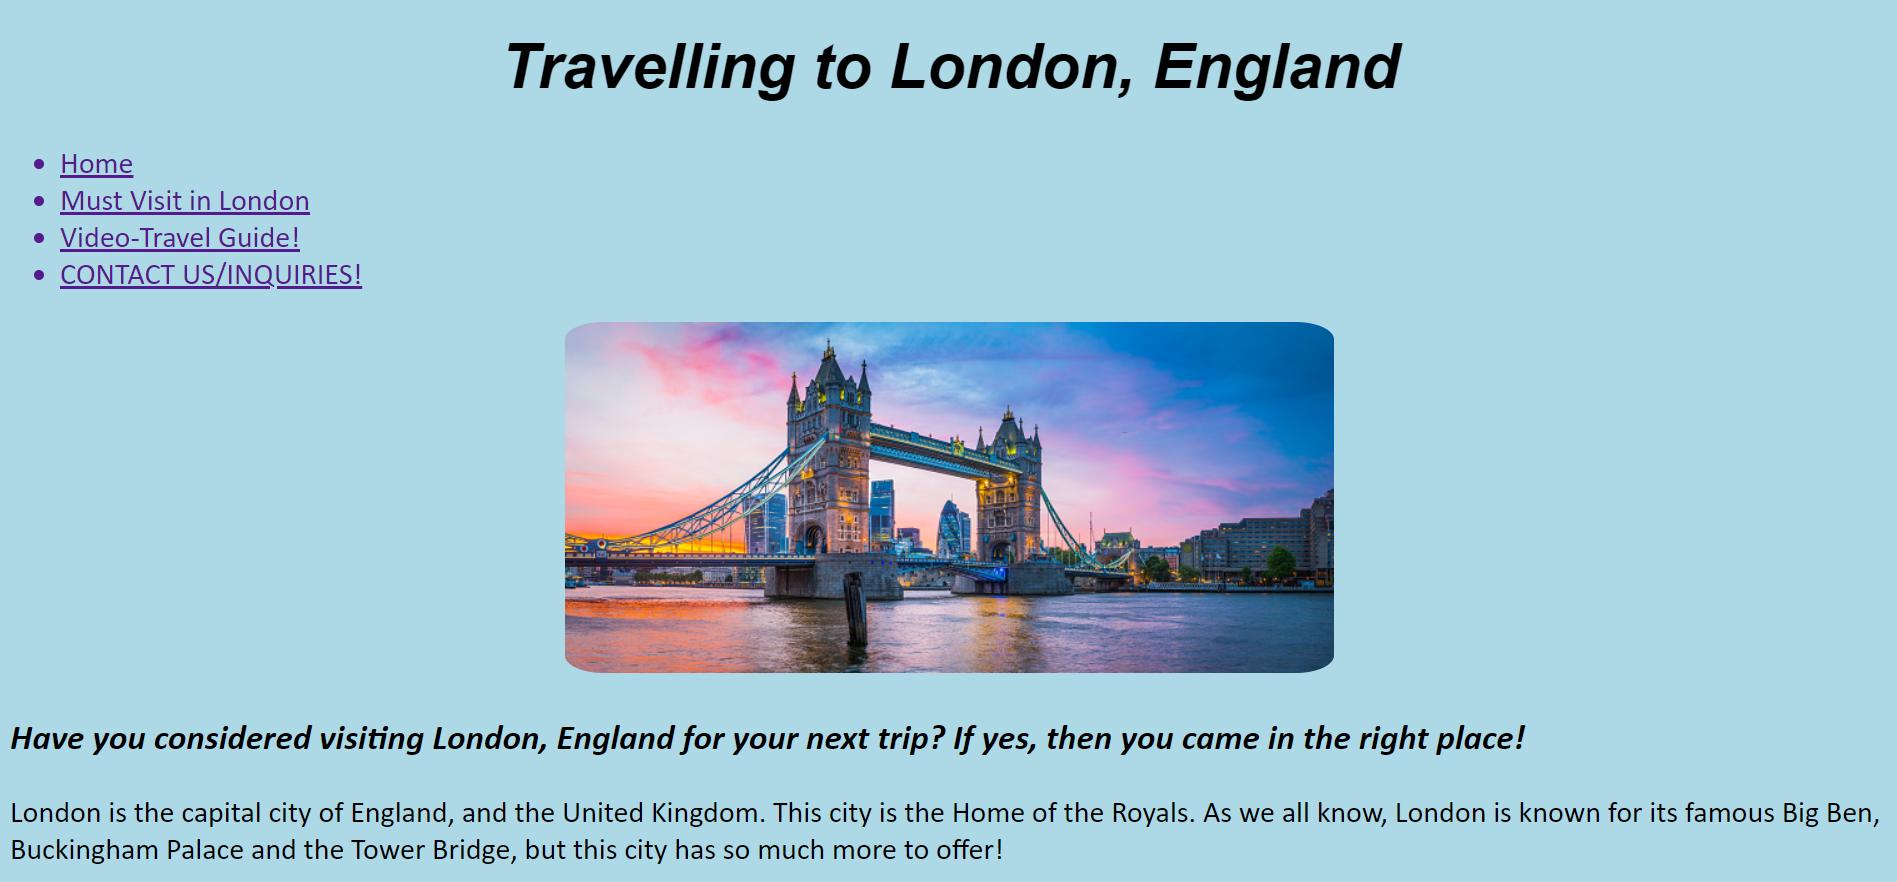 Travelling to London, England
Home
Must Visit in London
Video-Travel Guide!
CONTACT US/INQUIRIES!
Have you considered visiting London, England for your next trip? If yes, then you came in the right place!
London is the capital city of England, and the United Kingdom. This city is the Home of the Royals. As we all know, London is known for its famous Big Ben,
Buckingham Palace and the Tower Bridge, but this city has so much more to offer!